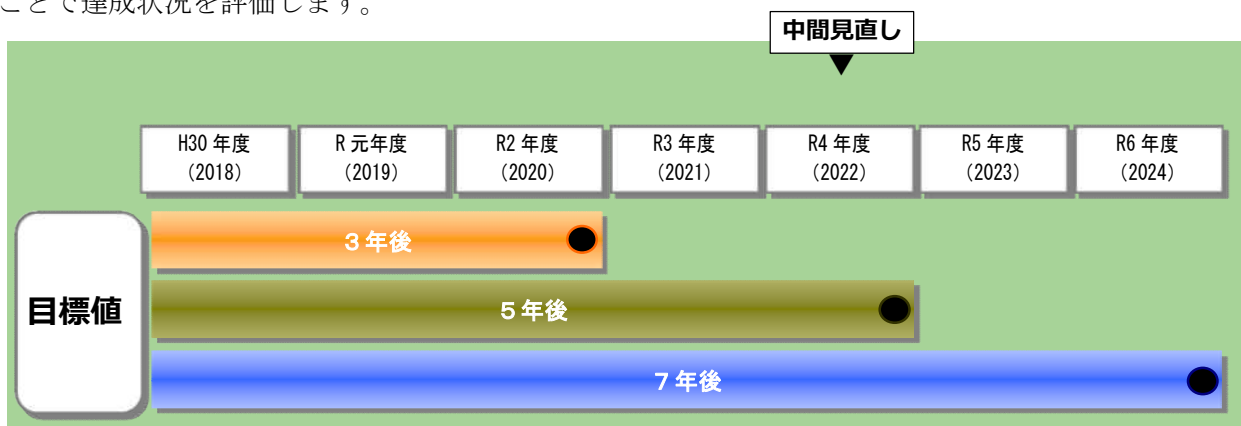 ことで達成状況を評価します。
中間見直し
H30 年度
(2018)
R 元年度
(2019)
R2 年度
(2020)
R3 年度
(2021)
R4 年度
(2022)
R5 年度
(2023)
R6 年度
(2024)
目標値
3 年後
5 年後
7 年後